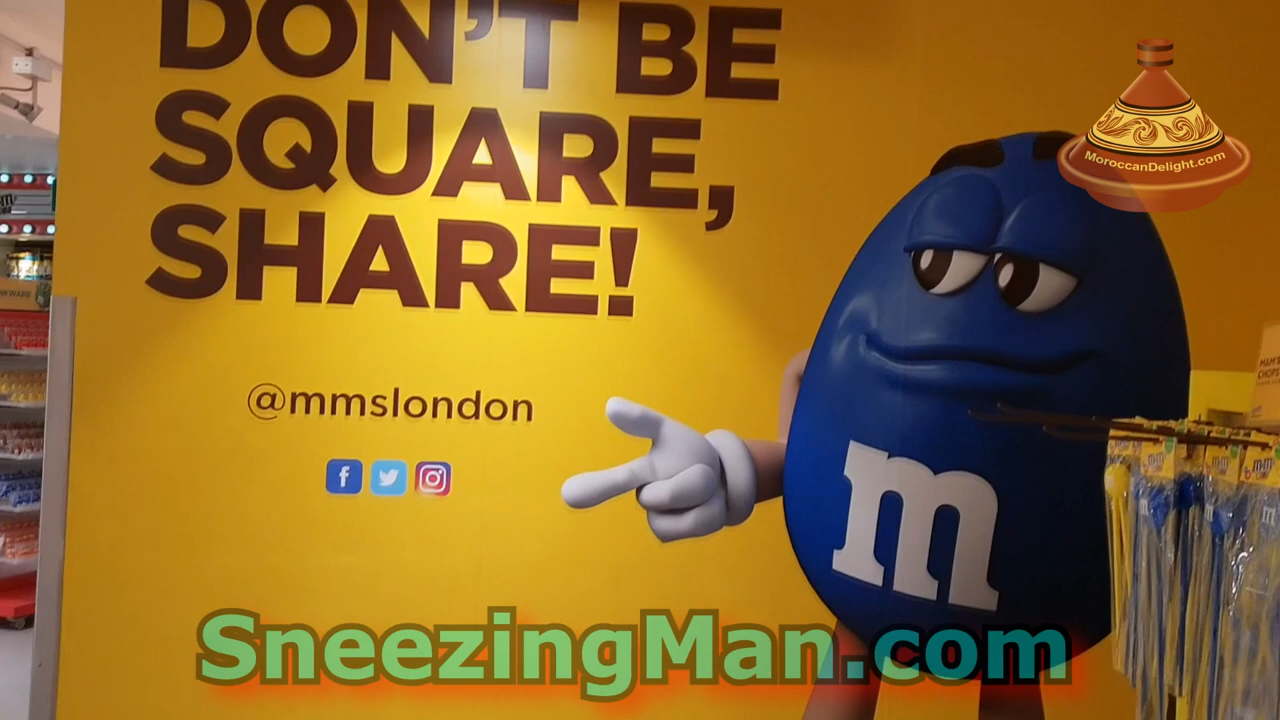 DON'T BE
SQUARE,
SHARE!
@mmslondon
MoroccanDelight.com
m
SneezingMan.com